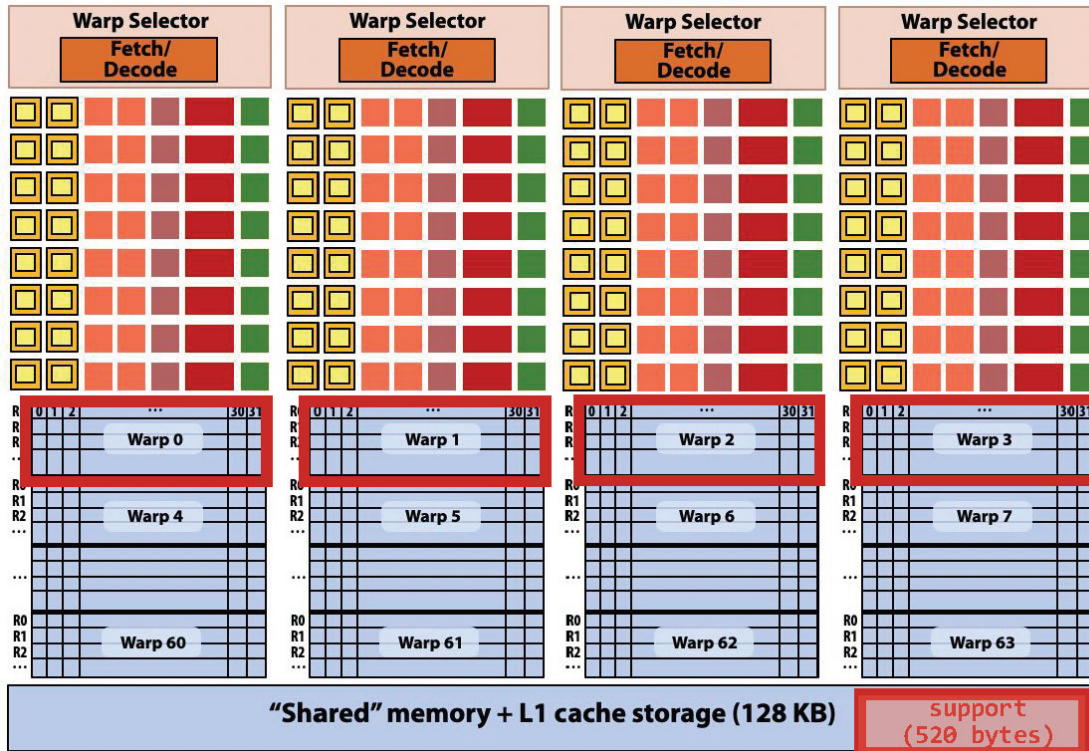 Warp Selector
Fetch/
Decode
Warp Selector
Fetch/
Decode
Warp Selector
Fetch/
Decode
Warp Selector
Fetch/
Decode
0 1 2 ... 30 31
Warp 0
...
0 1 2 ... 30 31
Warp 1
...
0 1 2 ... 30 31
Warp 2
...
0 1 2 ... 30 31
Warp 3
...
R0
R1
R2
...
Warp 4
R0
R1
R2
...
Warp 5
R0
R1
R2
...
Warp 6
R0
R1
R2
...
Warp 7
...
...
...
...
R0
R1
R2
...
Warp 60
R0
R1
R2
...
Warp 61
R0
R1
R2
...
Warp 62
R0
R1
R2
...
Warp 63
“Shared” memory + L1 cache storage (128 KB)
support
(520 bytes)